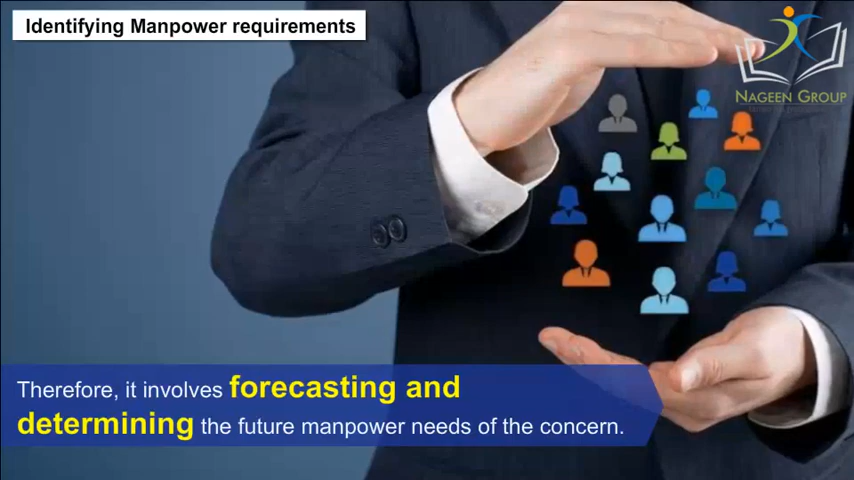 Identifying Manpower requirements
NAGEEN GROUP
Therefore, it involves forecasting and
determining the future manpower needs of the concern.